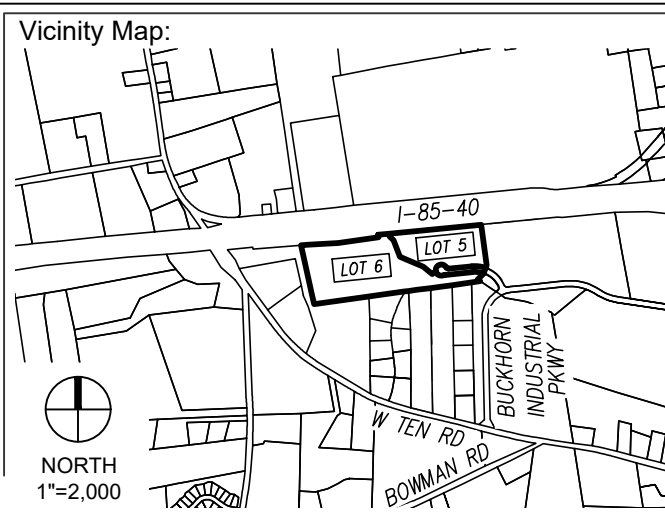 Vicinity Map:
I-85-40
LOT 5
LOT 6
BUCKHORN
INDUSTRIAL
PKWY
W TEN RD
BOWMAN RD
NORTH
1"=2,000